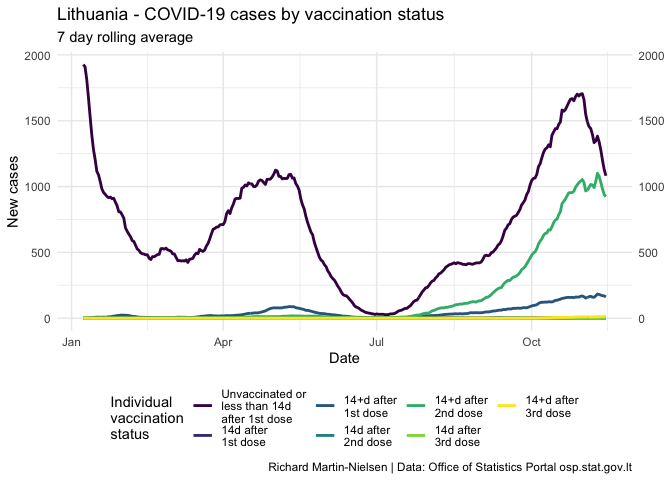 Lithuania - COVID-19 cases by vaccination status
7 day rolling average
2000 2000
1500 1500
1000 1000
500 500
0 0
New cases
Jan Apr Jul Oct
Date
Individual
vaccination
status
Unvaccinated or
less than 14d
after 1st dose
14d after
1st dose
14+d after
1st dose
14d after
2nd dose
14+d after
2nd dose
14d after
3rd dose
14+d after
3rd dose
Richard Martin-Nielsen | Data: Office of Statistics Portal osp.stat.gov.lt